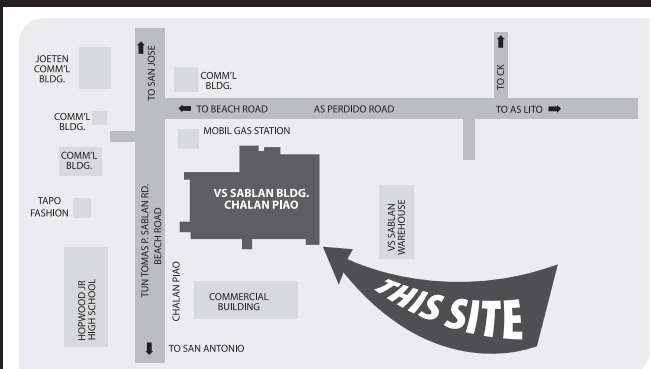 JOETEN
COMM'L
BLDG.
TO SAN JOSE
COMM'L
BLDG.
TO CK
TO BEACH ROAD
AS PERDIDO ROAD
TO AS LITO
COMM'L
BLDG.
MOBIL GAS STATION
COMM'L
BLDG.
VS SABLAN BLDG.
CHALAN PIAO
TAPO
FASHION
TUN TOMAS P. SABLAN RD.
BEACH ROAD
VS SABLAN
WAREHOUSE
HOPWOOD JR
HIGH SCHOOL
CHALAN PIAO
COMMERCIAL
BUILDING
THIS SITE
TO SAN ANTONIO